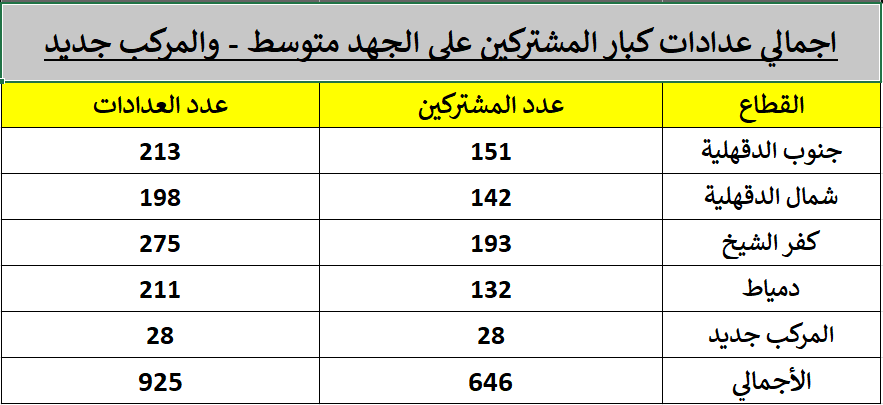 اجمالي عدادات كبار المشتركين على الجهد متوسط - والمركب جديد
القطاع عدد المشتركين عدد العدادات
جنوب الدقهلية 151 213
شمال الدقهلية 142 198
كفر الشيخ 193 275
دمياط 132 211
المركب جديد 28 28
الأجمالي 646 925